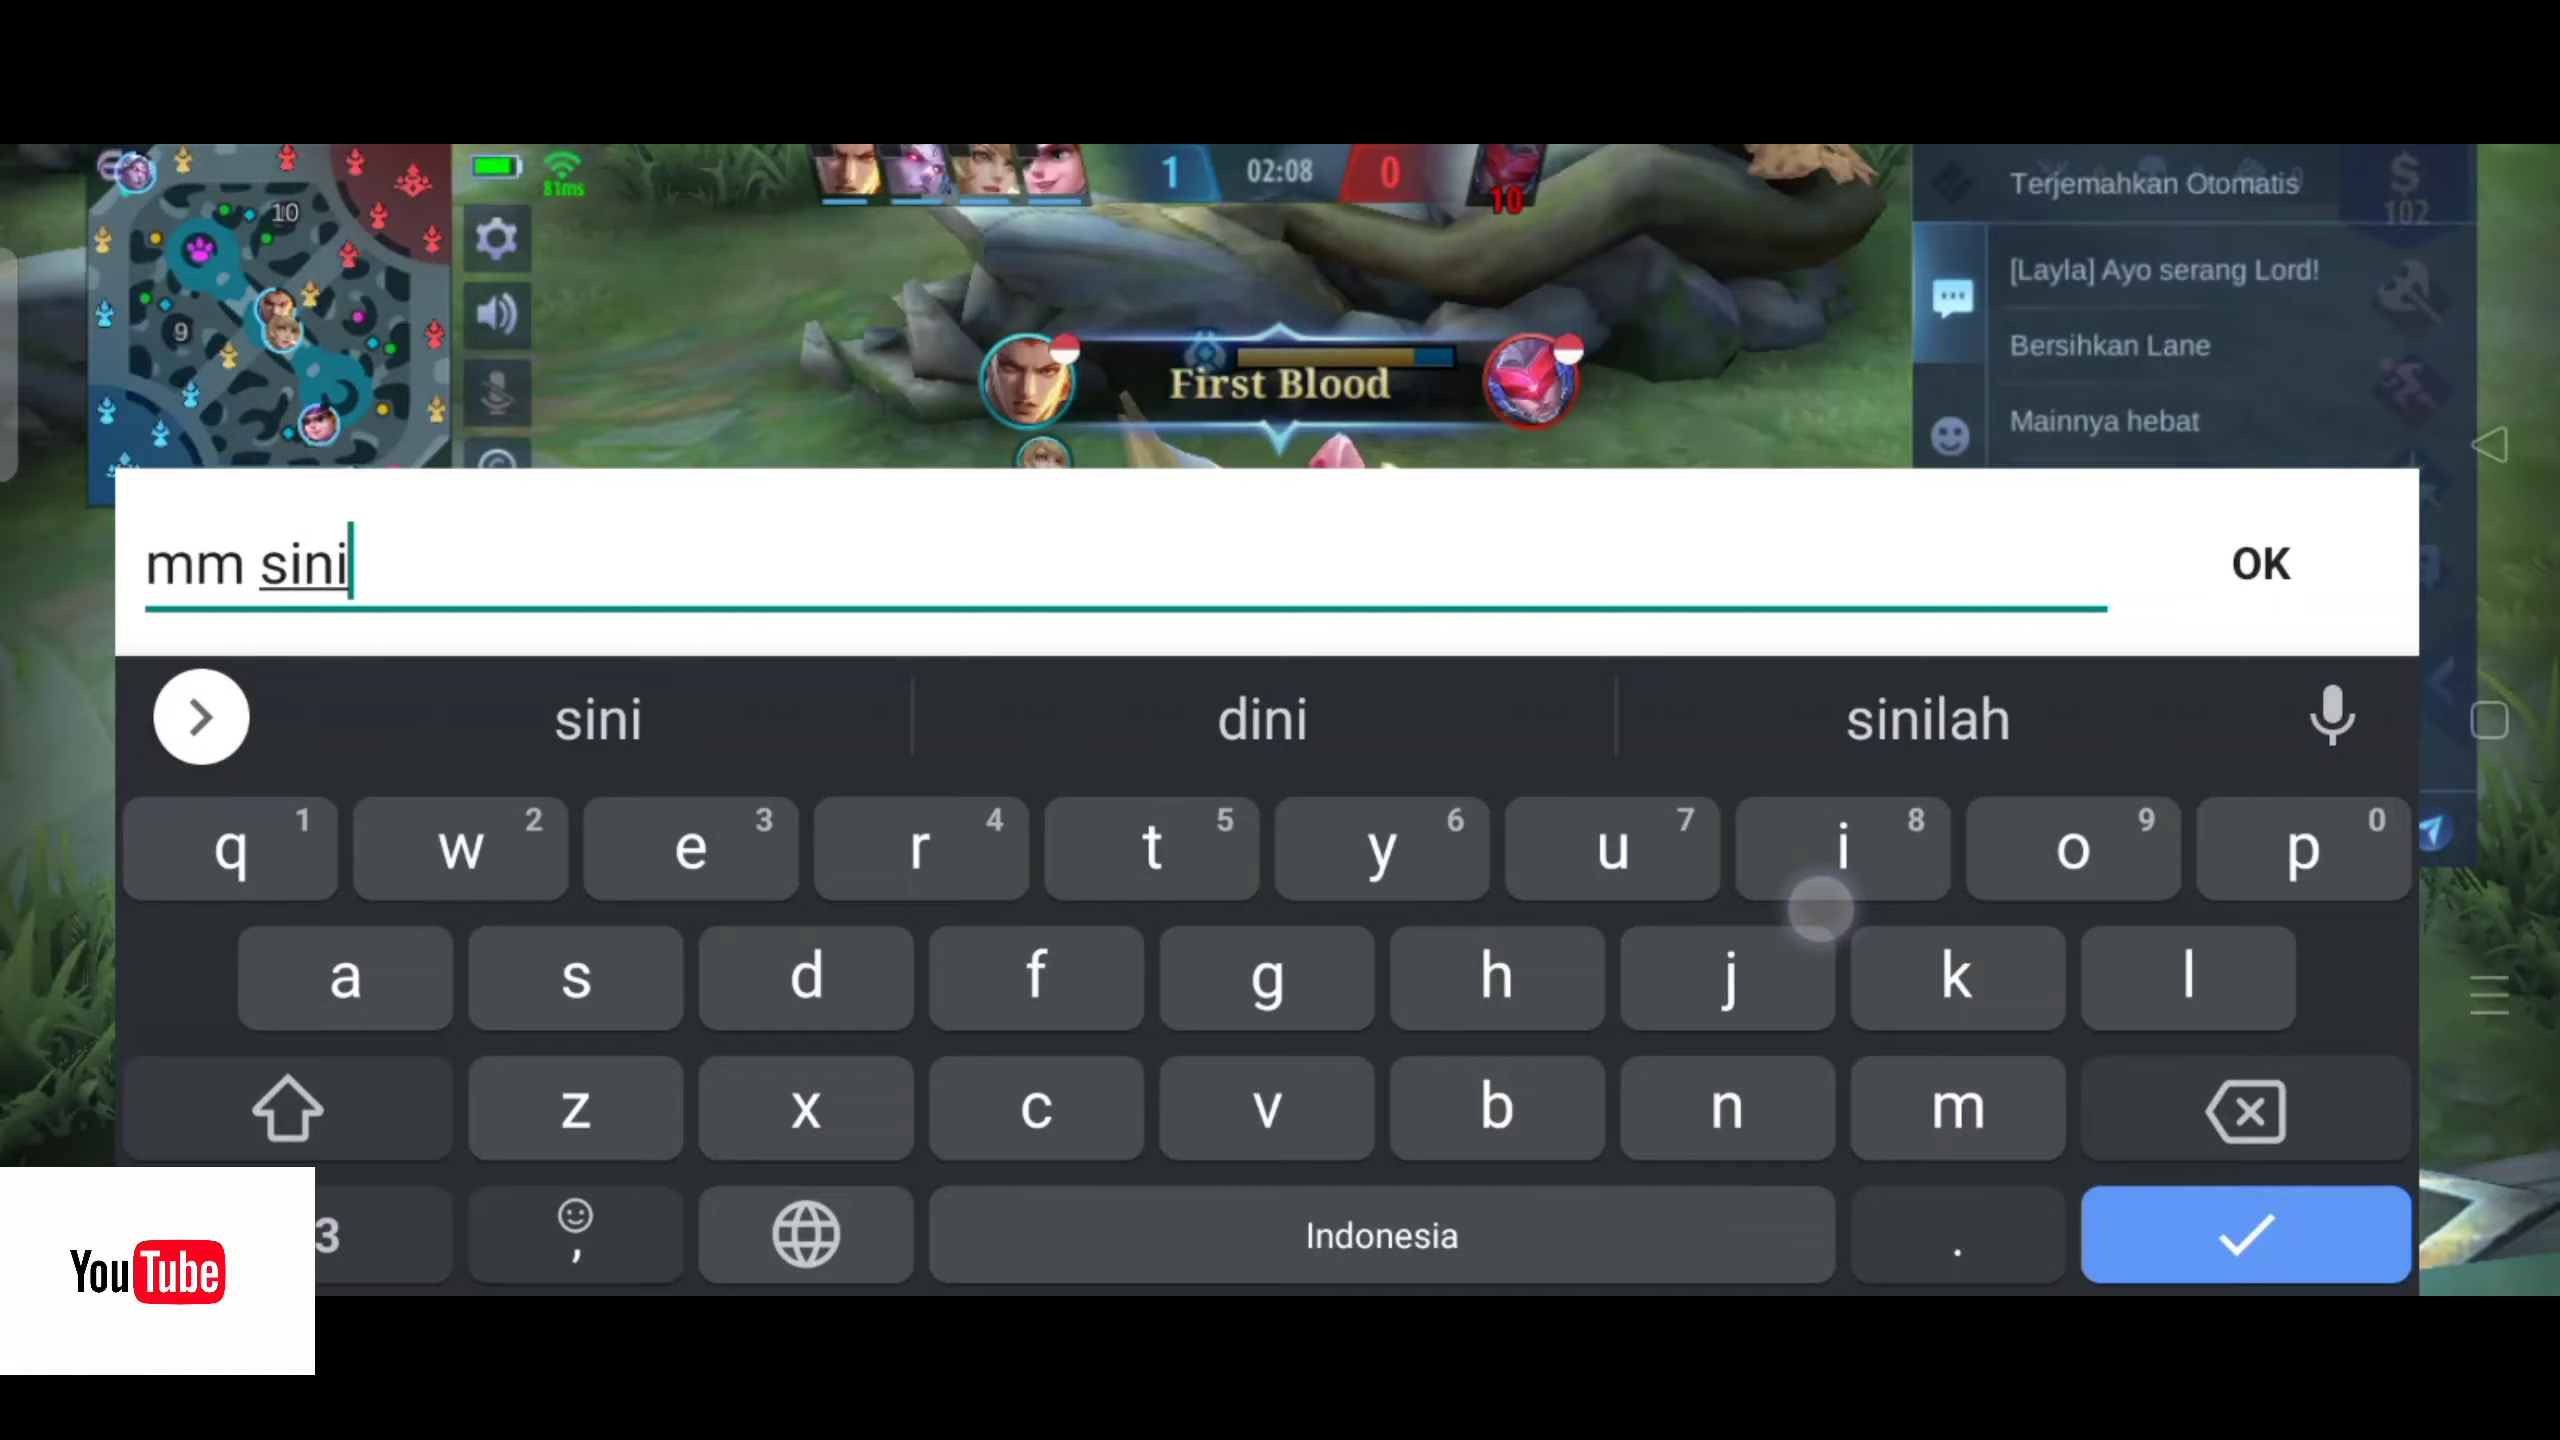 10
9
81ms
1
02:08
0
10
First Blood
Terjemahkan Otomatis
$
102
[Layla] Ayo serang Lord!
Bersihkan Lane
Mainnya hebat
mm sini
OK
sini dini sinilah
q 1 w 2 e 3 r 4 t 5 y 6 u 7 i 8 o 9 p 0
a s d f g h j k l
z x c v b n m
3 , Indonesia .
YouTube